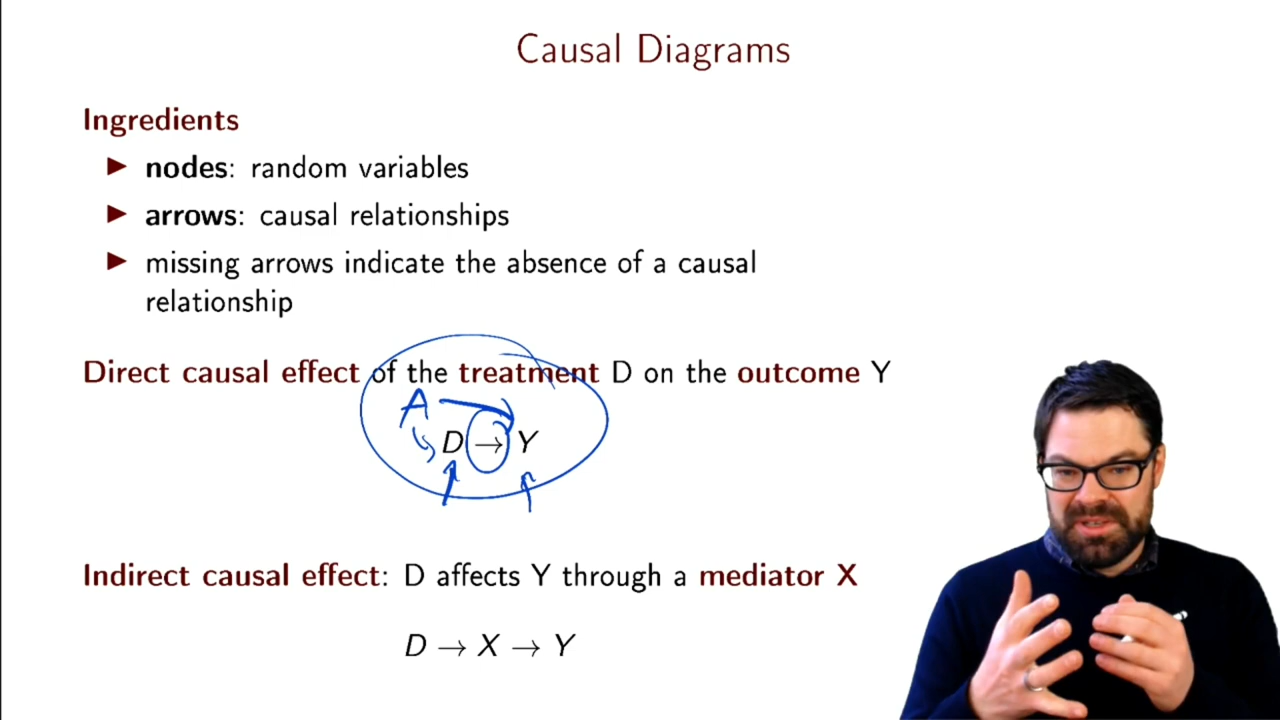 Causal Diagrams
Ingredients
▶ nodes: random variables
▶ arrows: causal relationships
▶ missing arrows indicate the absence of a causal
relationship
Direct causal effect of the treatment D on the outcome Y
A
D → Y
Indirect causal effect: D affects Y through a mediator X
D → X → Y